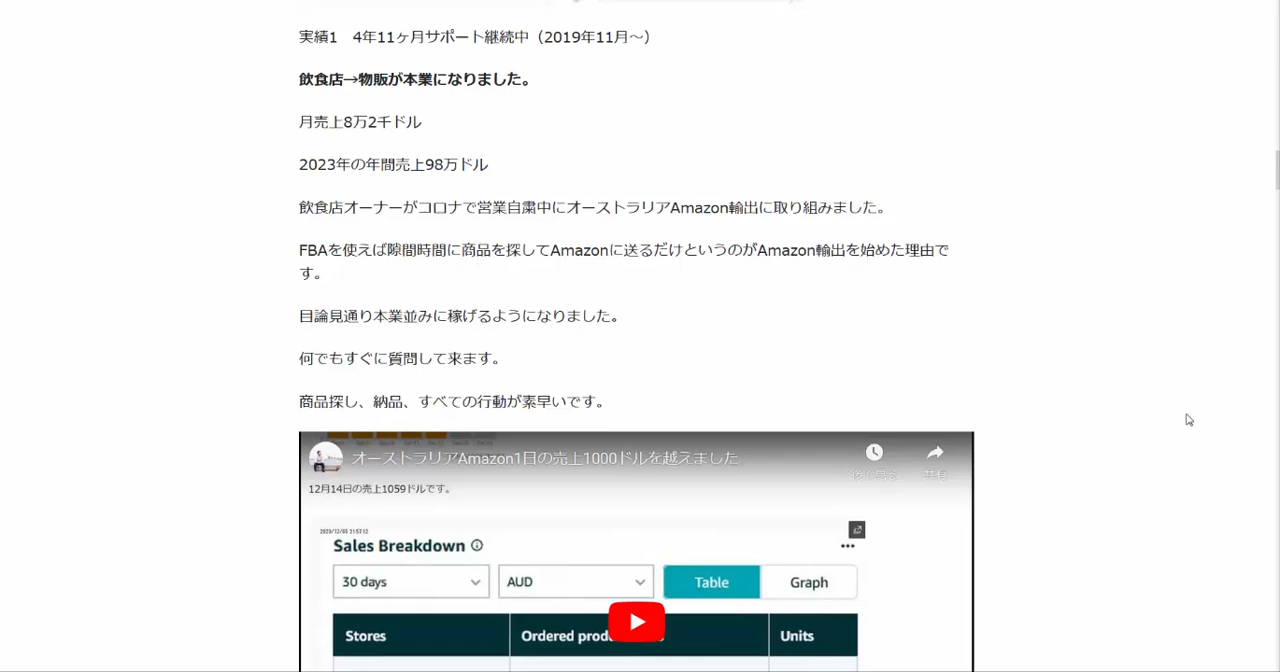 実績1　4年11ヶ月サポート継続中（2019年11月～）
飲食店→物販が本業になりました。
月売上8万2千ドル
2023年の年間売上98万ドル
飲食店オーナーがコロナで営業自粛中にオーストラリアAmazon輸出に取り組みました。
FBAを使えば隙間時間に商品を探してAmazonに送るだけというのがAmazon輸出を始めた理由で
す。
目論見通り本業並みに稼げるようになりました。
何でもすぐに質問して来ます。
商品探し、納品、すべての行動が素早いです。
オーストラリアAmazon1日の売上1000ドルを越えました
後で見る 共有
12月14日の売上1059ドルです。
Sales Breakdown
30 days AUD Table Graph
Stores Ordered Units